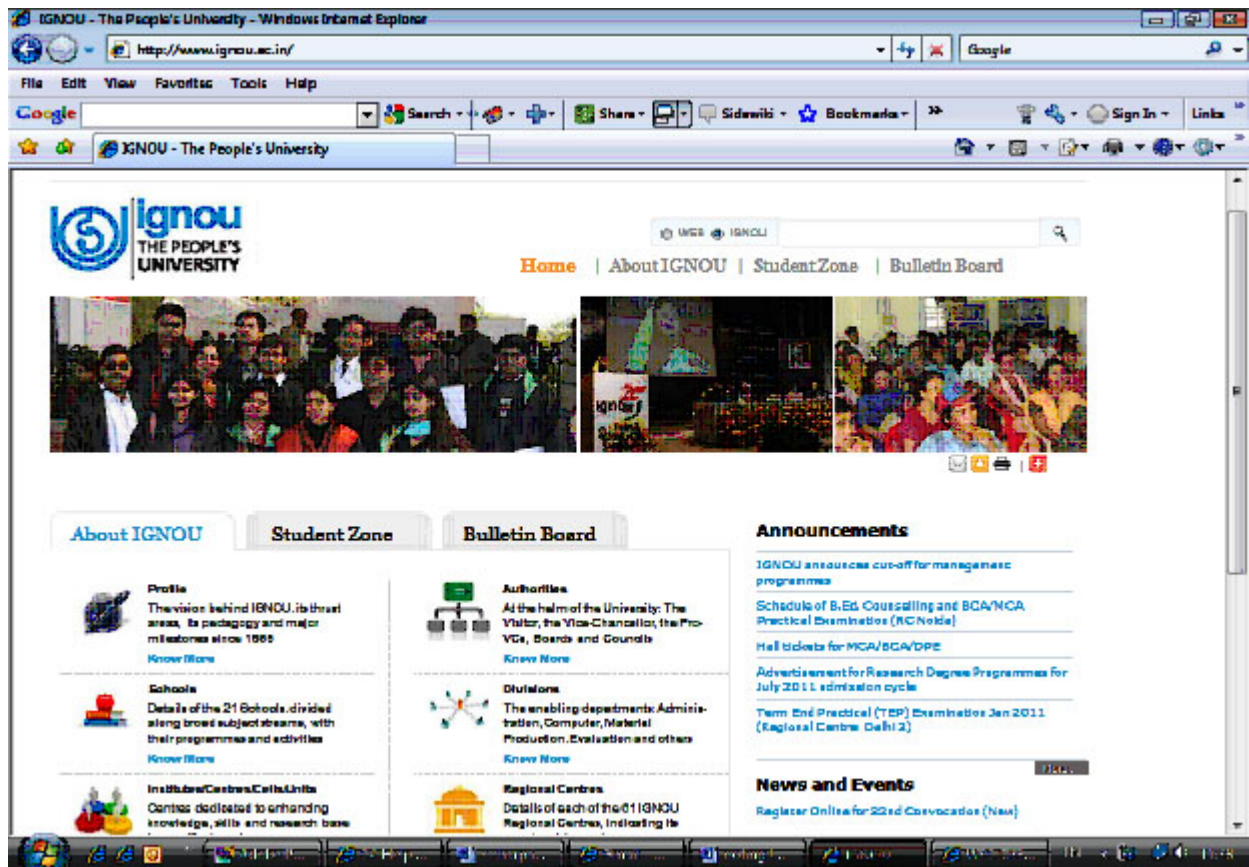 IGNOU - The People's University - Windows Internet Explorer
http://www.ignou.ac.in/
Google
File Edit View Favorites Tools Help
Google
Search
Share
Sidewiki
Bookmarks
Sign In
Links
IGNOU - The People's University
ignou
THE PEOPLE'S
UNIVERSITY
WEB IGNOU
Home | About IGNOU | Student Zone | Bulletin Board
ignou
About IGNOU
Student Zone
Bulletin Board
Profile
The vision behind IGNOU, its thrust
areas, its pedagogy and major
milestones since 1985
Know More
Authorities
At the helm of the University: The
Visitor, the Vice-Chancellor, the Pro-
VCs, Boards and Councils
Know More
Schools
Details of the 21 Schools, divided
along broad subject streams, with
their programmes and activities
Know More
Divisions
The enabling departments: Adminis-
tration, Computer, Material
Production, Evaluation and others
Know More
Institutes/Centres/Cells/Units
Centres dedicated to enhancing
knowledge, skills and research base
Regional Centres
Details of each of the 61 IGNOU
Regional Centres, indicating its
Announcements
IGNOU announces cut-off for management
programmes
Schedule of B.Ed. Counselling and BCA/MCA
Practical Examination (RC Noida)
Hall tickets for MCA/BCA/DPE
Advertisement for Research Degree Programmes for
July 2011 admission cycle
Term End Practical (TEP) Examination Jan 2011
(Regional Centre Delhi 2)
News and Events
Register Online for 22nd Convocation (New)